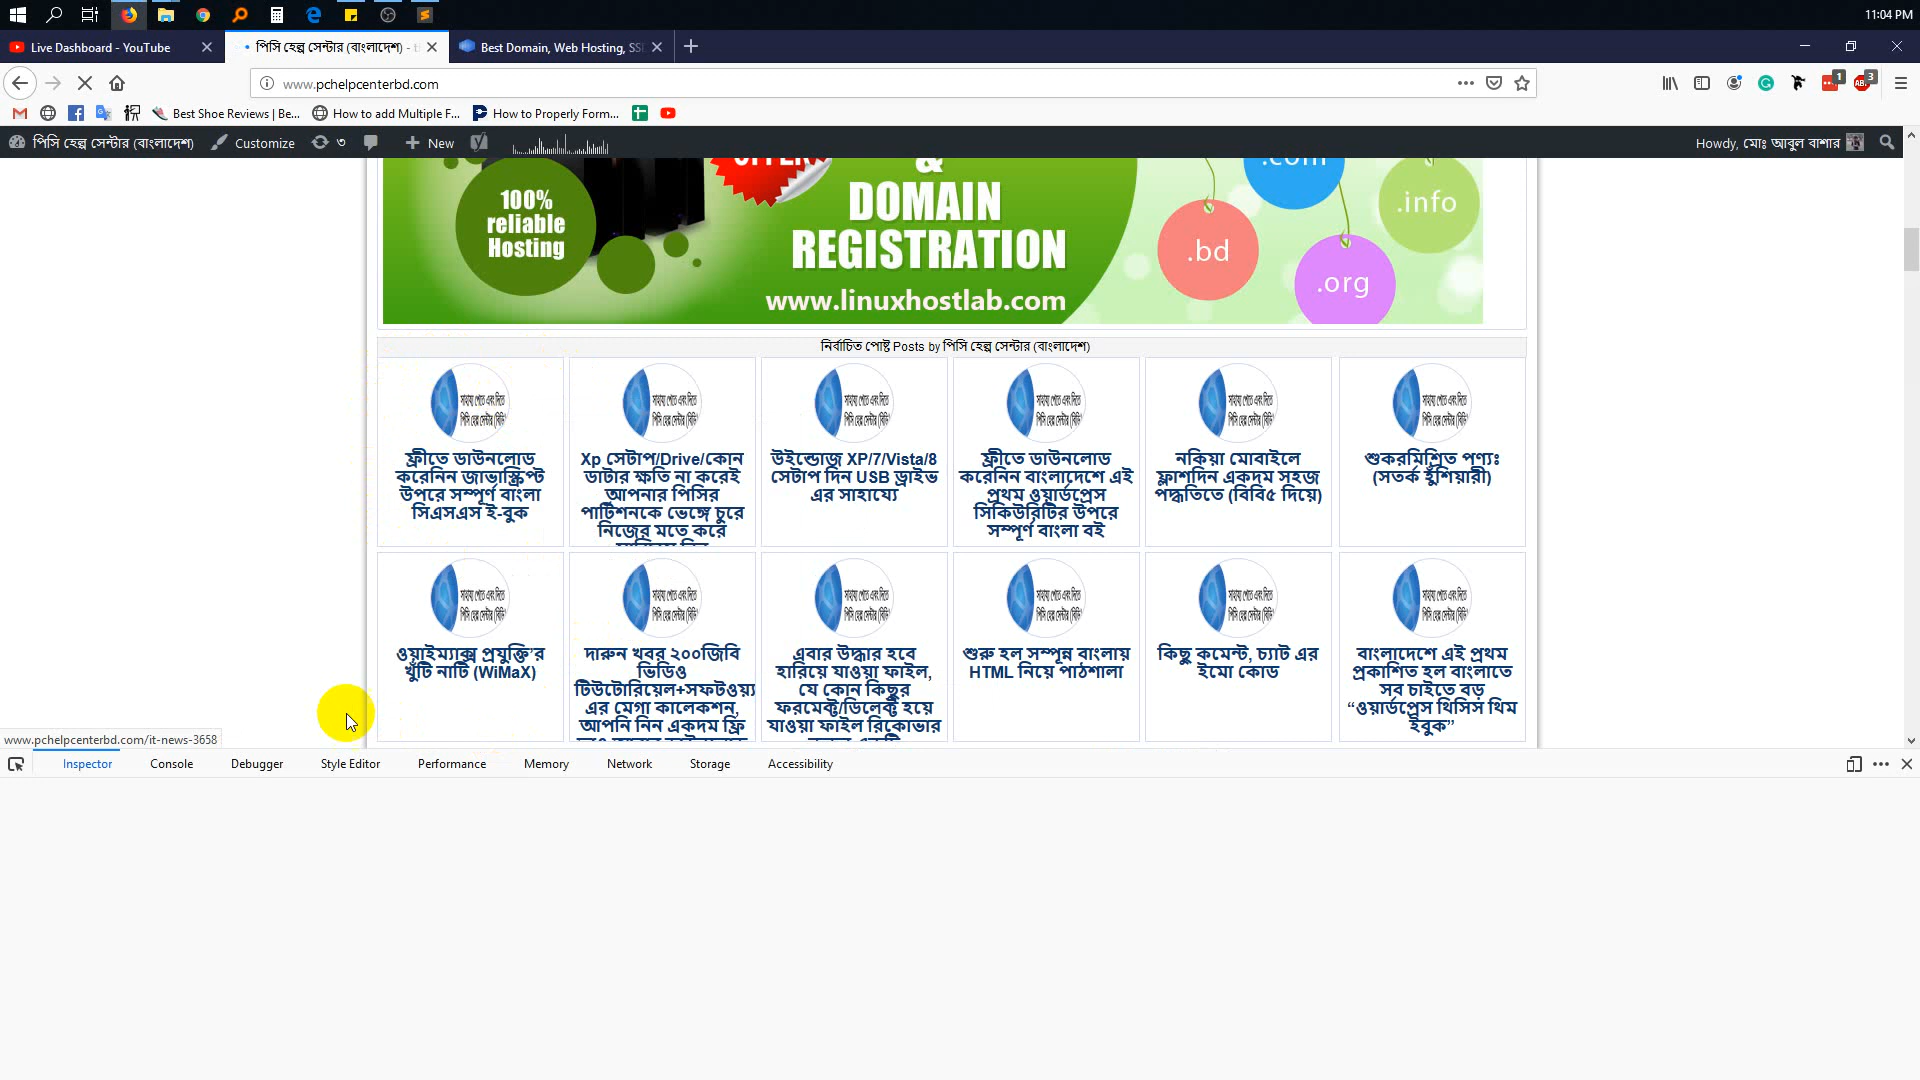 11:04 PM
Live Dashboard - YouTube
পিসি হেল্প সেন্টার (বাংলাদেশ) - t
Best Domain, Web Hosting, SS
www.pchelpcenterbd.com
1
3
Best Shoe Reviews | Be...
How to add Multiple F...
How to Properly Form...
পিসি হেল্প সেন্টার (বাংলাদেশ)
Customize
৩
New
Howdy, মোঃ আবুল বাশার
OFFER
&
.com
100%
reliable
Hosting
DOMAIN
REGISTRATION
www.linuxhostlab.com
.info
.bd
.org
নির্বাচিত পোষ্ট Posts by পিসি হেল্প সেন্টার (বাংলাদেশ)
ফ্রীতে ডাউনলোড
করেনিন জাভাস্ক্রিপ্ট
উপরে সম্পূর্ণ বাংলা
সিএসএস ই-বুক
Xp সেটাপ/Drive/কোন
ডাটার ক্ষতি না করেই
আপনার পিসির
পার্টিশনকে ভেঙ্গে চুরে
নিজের মতে করে
উইন্ডোজ XP/7/Vista/8
সেটাপ দিন USB ড্রাইভ
এর সাহায্যে
ফ্রীতে ডাউনলোড
করেনিন বাংলাদেশে এই
প্রথম ওয়ার্ডপ্রেস
সিকিউরিটির উপরে
সম্পূর্ণ বাংলা বই
নকিয়া মোবাইলে
ফ্লাশদিন একদম সহজ
পদ্ধতিতে (বিবি৫ দিয়ে)
শুকরমিশ্রিত পণ্যঃ
(সতর্ক হুঁশিয়ারী)
ওয়াইম্যাক্স প্রযুক্তি’র
খুঁটি নাটি (WiMaX)
দারুন খবর ২০০জিবি
ভিডিও
টিউটোরিয়েল+সফটওয়্য
এর মেগা কালেকশন,
আপনি নিন একদম ফ্রি
এবার উদ্ধার হবে
হারিয়ে যাওয়া ফাইল,
যে কোন কিছুর
ফরমেক্ট/ডিলেক্ট হয়ে
যাওয়া ফাইল রিকোভার
শুরু হল সম্পূন্ন বাংলায়
HTML নিয়ে পাঠশালা
কিছু কমেন্ট, চ্যাট এর
ইমো কোড
বাংলাদেশে এই প্রথম
প্রকাশিত হল বাংলাতে
সব চাইতে বড়
“ওয়ার্ডপ্রেস থিসিস থিম
ইবুক”
www.pchelpcenterbd.com/it-news-3658
Inspector
Console
Debugger
Style Editor
Performance
Memory
Network
Storage
Accessibility